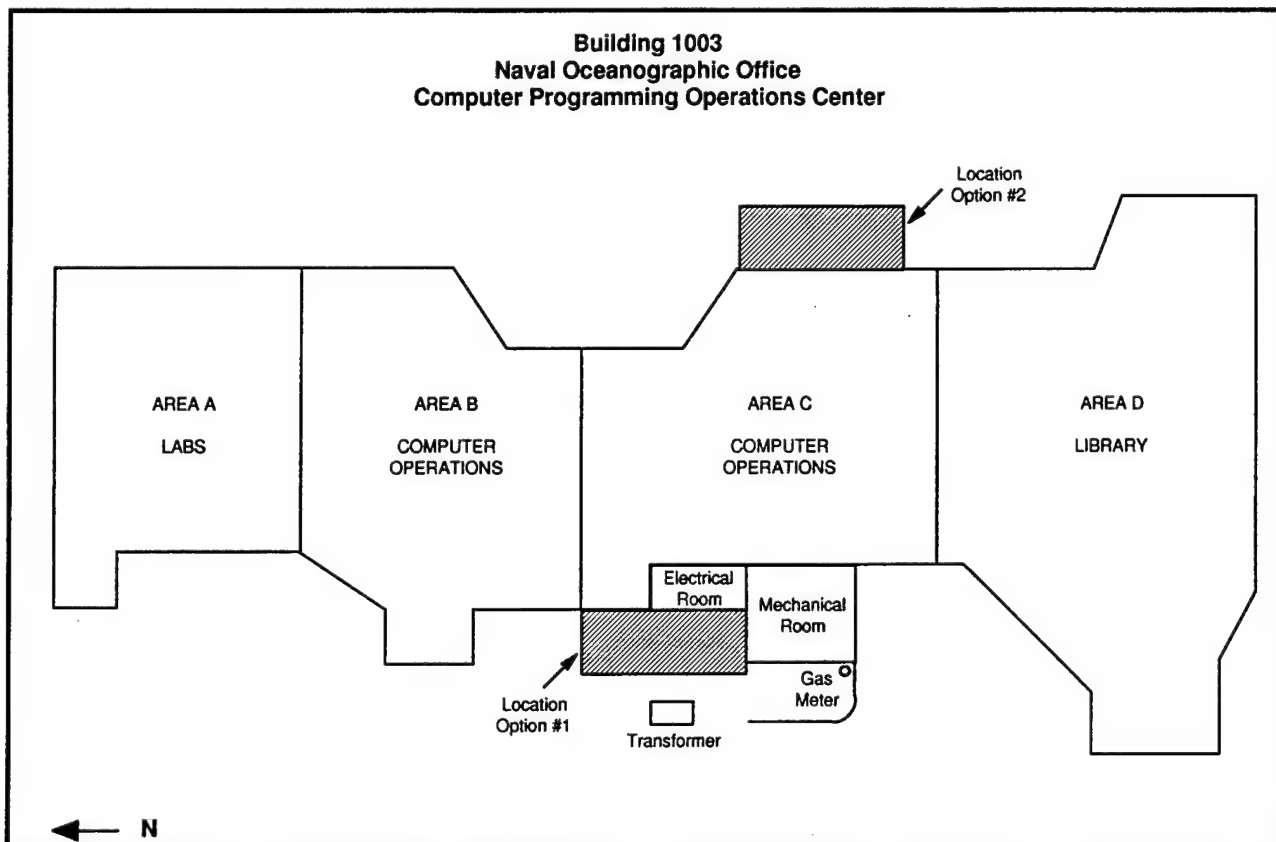 Building 1003
Naval Oceanographic Office
Computer Programming Operations Center
Location
Option #2
AREA A
LABS
AREA B
COMPUTER
OPERATIONS
AREA C
COMPUTER
OPERATIONS
AREA D
LIBRARY
Electrical
Room
Mechanical
Room
Gas
Meter
Location
Option #1
Transformer
N